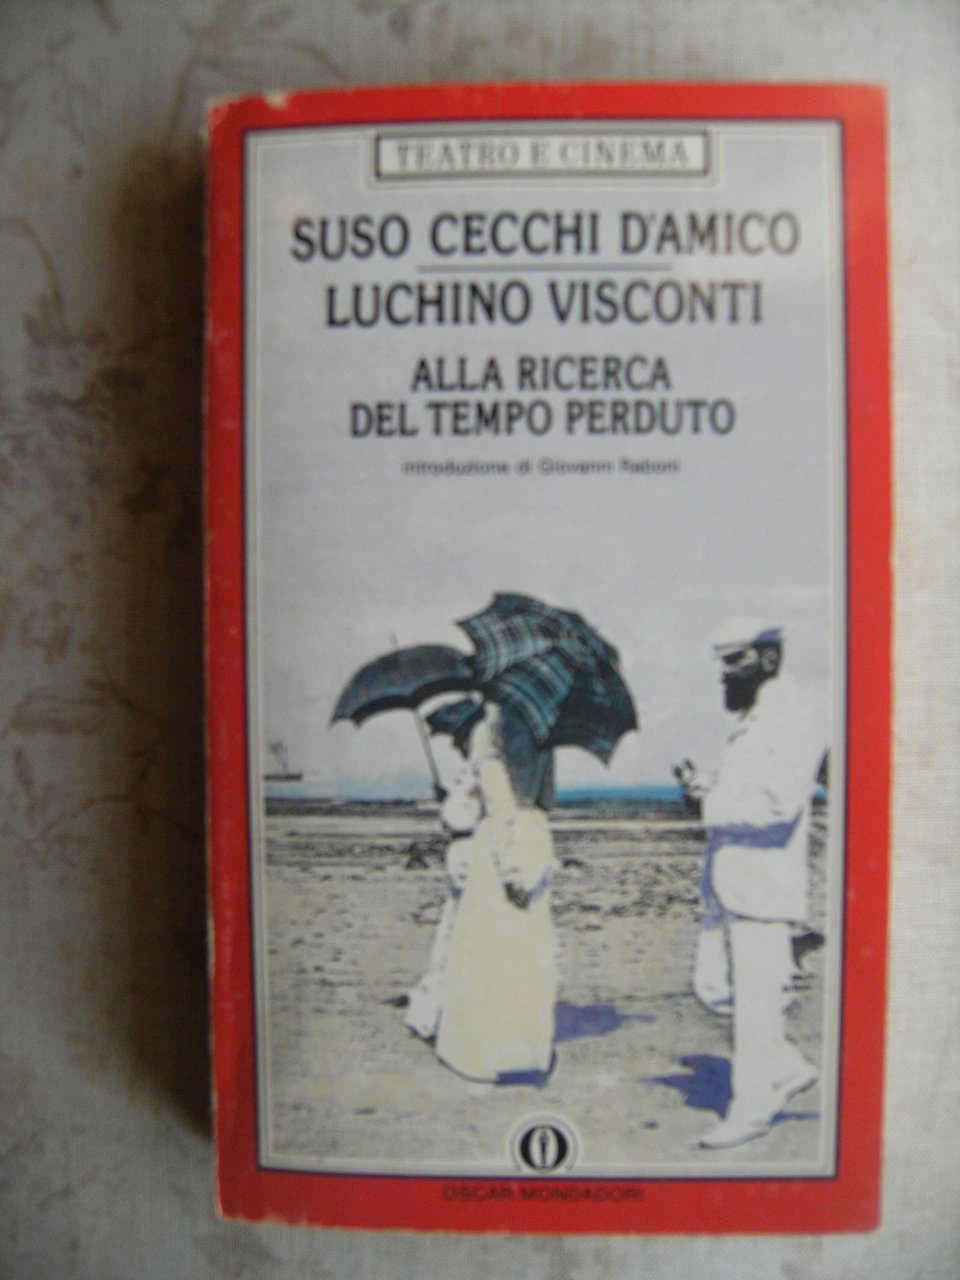 TEATRO E CINEMA
SUSO CECCHI D'AMICO
LUCHINO VISCONTI
ALLA RICERCA
DEL TEMPO PERDUTO
introduzione di Giovanni Raboni
OSCAR MONDADORI